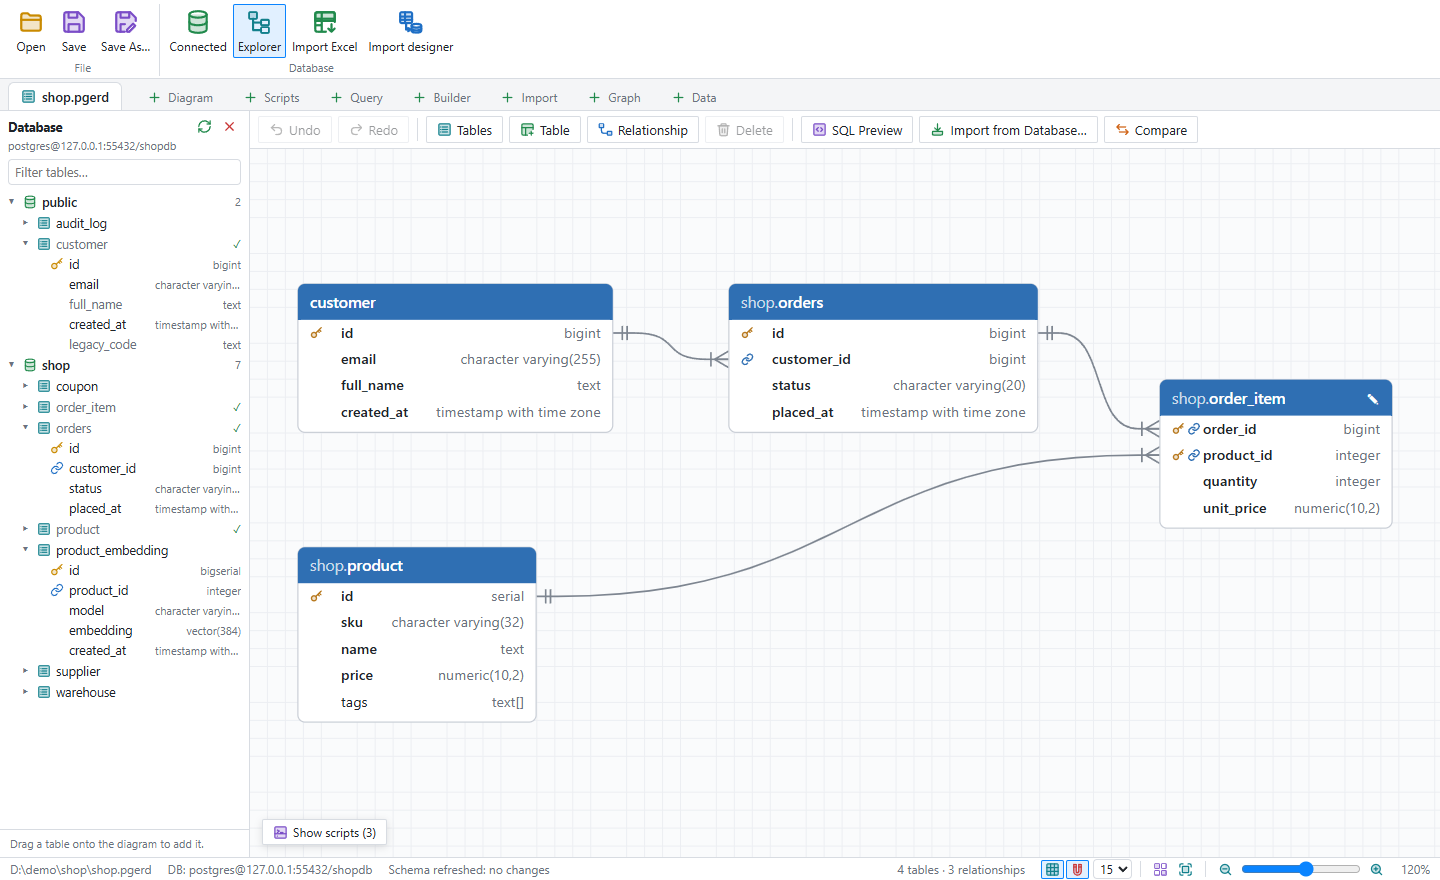 Open Save Save As... Connected Explorer Import Excel Import designer
File Database
shop.pgerd Diagram Scripts Query Builder Import Graph Data
Database
postgres@127.0.0.1:55432/shopdb
Filter tables...
public 2
audit_log
customer
id bigint
email character varyin...
full_name text
created_at timestamp with...
legacy_code text
shop 7
coupon
order_item
orders
id bigint
customer_id bigint
status character varyin...
placed_at timestamp with...
product
product_embedding
id bigserial
product_id integer
model character varyin...
embedding vector(384)
created_at timestamp with...
supplier
warehouse
Drag a table onto the diagram to add it.
Undo Redo Tables Table Relationship Delete SQL Preview Import from Database... Compare
customer
id bigint
email character varying(255)
full_name text
created_at timestamp with time zone
shop.orders
id bigint
customer_id bigint
status character varying(20)
placed_at timestamp with time zone
shop.order_item
order_id bigint
product_id integer
quantity integer
unit_price numeric(10,2)
shop.product
id serial
sku character varying(32)
name text
price numeric(10,2)
tags text[]
Show scripts (3)
D:\demo\shop\shop.pgerd DB: postgres@127.0.0.1:55432/shopdb Schema refreshed: no changes 4 tables · 3 relationships 15 120%